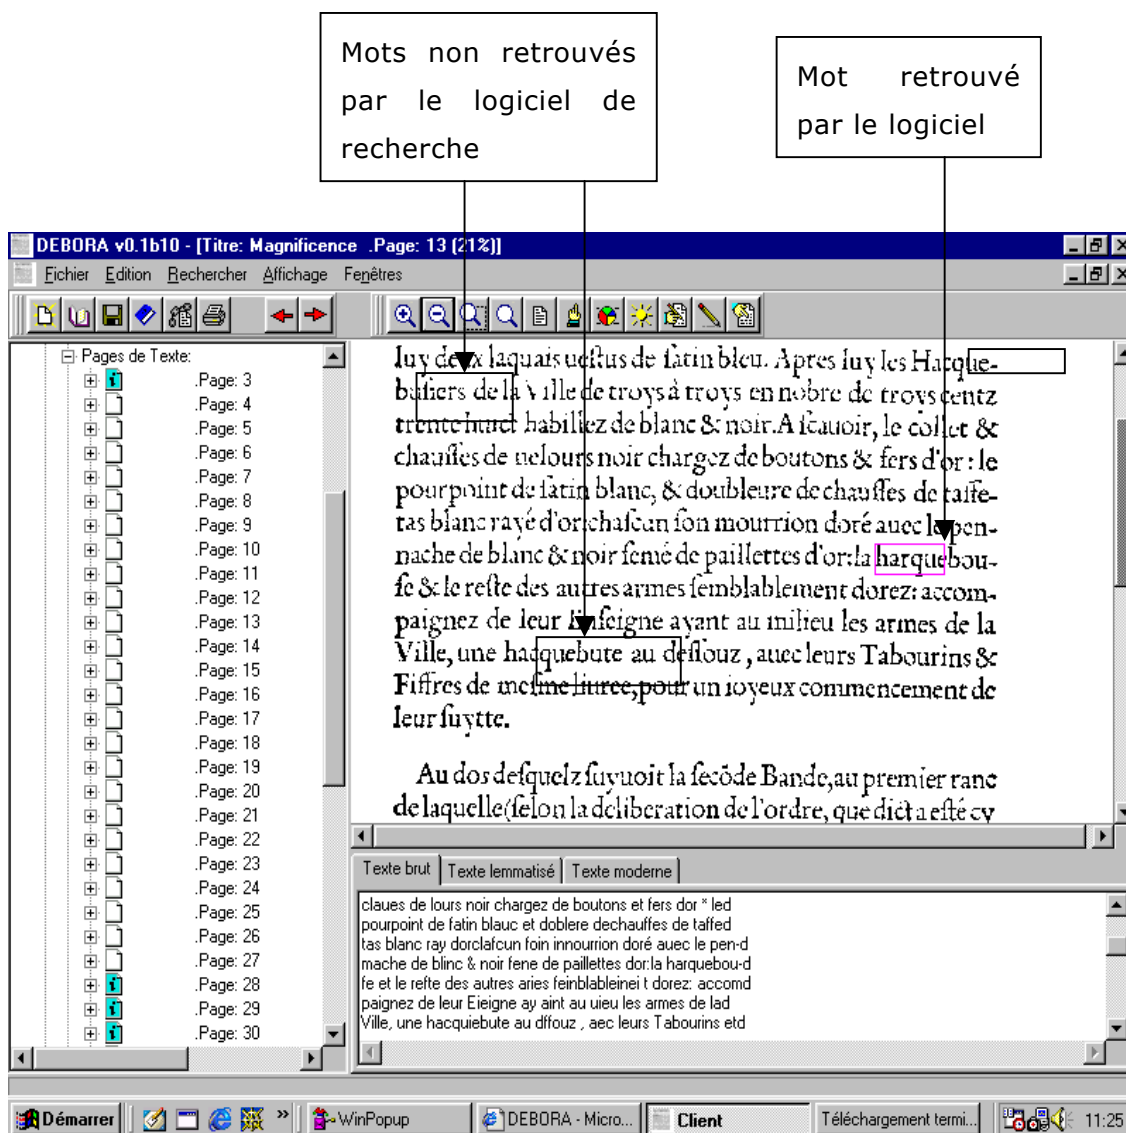 Mots non retrouvés
par le logiciel de
recherche
Mot retrouvé
par le logiciel
DEBORA v0.1b10 - [Titre: Magnificence .Page: 13 (21%)]
Fichier Edition Rechercher Affichage Fenêtres
Pages de Texte:
.Page: 3
.Page: 4
.Page: 5
.Page: 6
.Page: 7
.Page: 8
.Page: 9
.Page: 10
.Page: 11
.Page: 12
.Page: 13
.Page: 14
.Page: 15
.Page: 16
.Page: 17
.Page: 18
.Page: 19
.Page: 20
.Page: 21
.Page: 22
.Page: 23
.Page: 24
.Page: 25
.Page: 26
.Page: 27
.Page: 28
.Page: 29
.Page: 30
luy deux laquais ueſtus de ſatin bleu. Apres luy les Hacque-
butiers de la Ville de troys à troys en nõbre de troys centz
trente huict habillez de blanc & noir. A ſcauoir, le collet &
chauſſes de uelours noir chargez de boutons & fers d'or : le
pourpoint de ſatin blanc, & doubleure de chauſſes de taffe-
tas blanc rayé d'or: chaſcun ſon mourrion doré auec le pen-
nache de blanc & noir ſemé de paillettes d'or: la harquebou-
ſe & le reſte des autres armes ſemblablement dorez: accom-
paignez de leur Enſeigne ayant au milieu les armes de la
Ville, une hacquebute au deſſouz , auec leurs Tabourins &
Fiffres de meſme liuree, pour un ioyeux commencement de
leur ſuytte.
Au dos deſquelz ſuyuoit la ſecõde Bande, au premier ranc
de laquelle (ſelon la deliberation de l'ordre, que dict a eſté cy
Texte brut Texte lemmatisé Texte moderne
claues de lours noir chargez de boutons et fers dor * led
pourpoint de fatin blauc et doblere dechauffes de taffed
tas blanc ray dorclafcun foin innourrion doré auec le pen-d
mache de blinc & noir fene de paillettes dor:la harquebou-d
fe et le refte des autres aries feinblableinei t dorez: accomd
paignez de leur Eieigne ay aint au uieu les armes de lad
Ville, une hacquiebute au dffouz , aec leurs Tabourins etd
Démarrer » WinPopup DEBORA - Micro... Client Téléchargement termi... 11:25